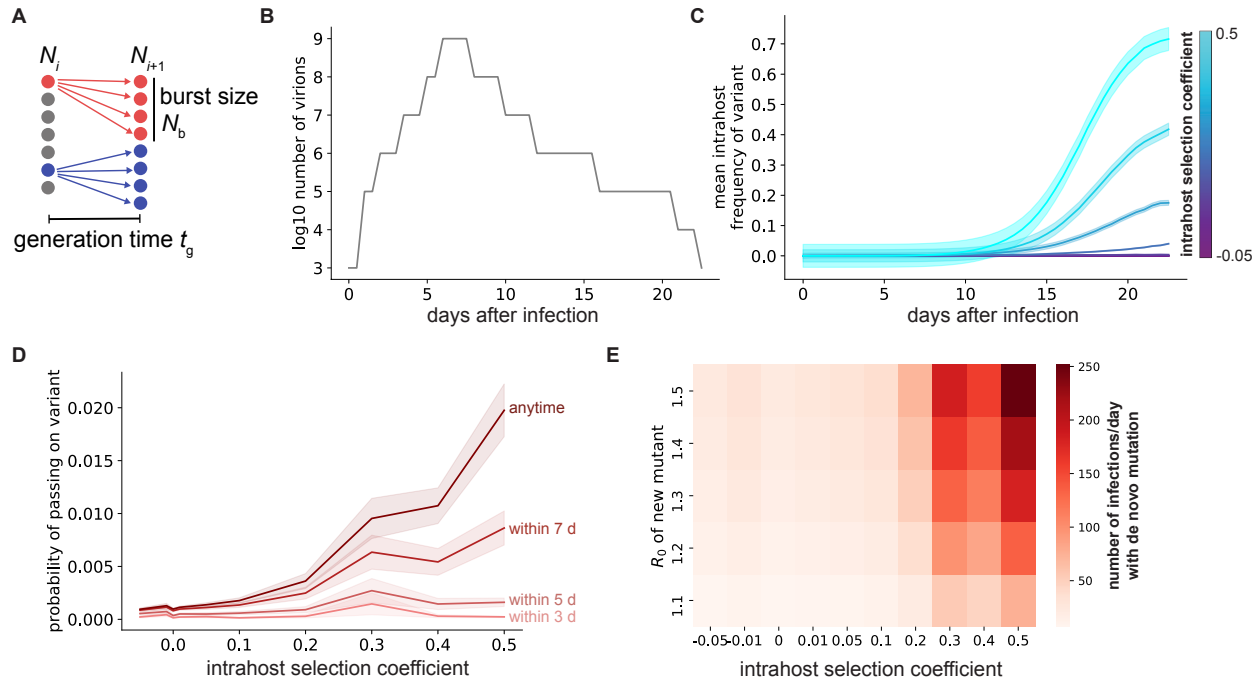 A
N_i
N_{i+1}
burst size
N_b
generation time t_g
B
log10 number of virions
9
8
7
6
5
4
3
0
5
10
15
20
days after infection
C
mean intrahost
frequency of variant
0.7
0.6
0.5
0.4
0.3
0.2
0.1
0.0
0
5
10
15
20
days after infection
0.5
-0.05
intrahost selection coefficient
D
probability of passing on variant
0.020
0.015
0.010
0.005
0.000
anytime
within 7 d
within 5 d
within 3 d
0.0
0.1
0.2
0.3
0.4
0.5
intrahost selection coefficient
E
R_0 of new mutant
1.5
1.4
1.3
1.2
1.1
-0.05
-0.01
0
0.01
0.05
0.1
0.2
0.3
0.4
0.5
intrahost selection coefficient
250
200
150
100
50
number of infections/day
with de novo mutation